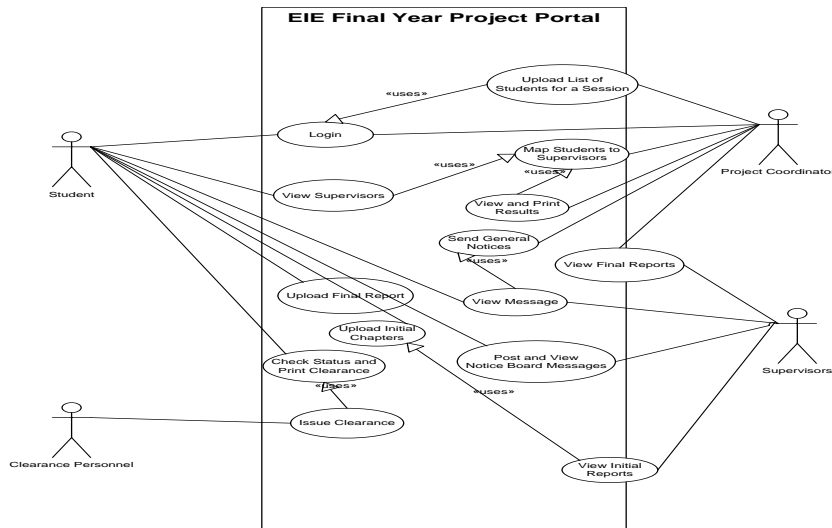 EIE Final Year Project Portal
Upload List of
Students for a Session
«uses»
Login
Map Students to
Supervisors
«uses»
«uses»
Project Coordinato
Student
View Supervisors
View and Print
Results
Send General
Notices
«uses»
View Final Reports
Upload Final Report
View Message
Upload Initial
Chapters
Check Status and
Print Clearance
Post and View
Notice Board Messages
Supervisors
«uses»
«uses»
Issue Clearance
Clearance Personnel
View Initial
Reports